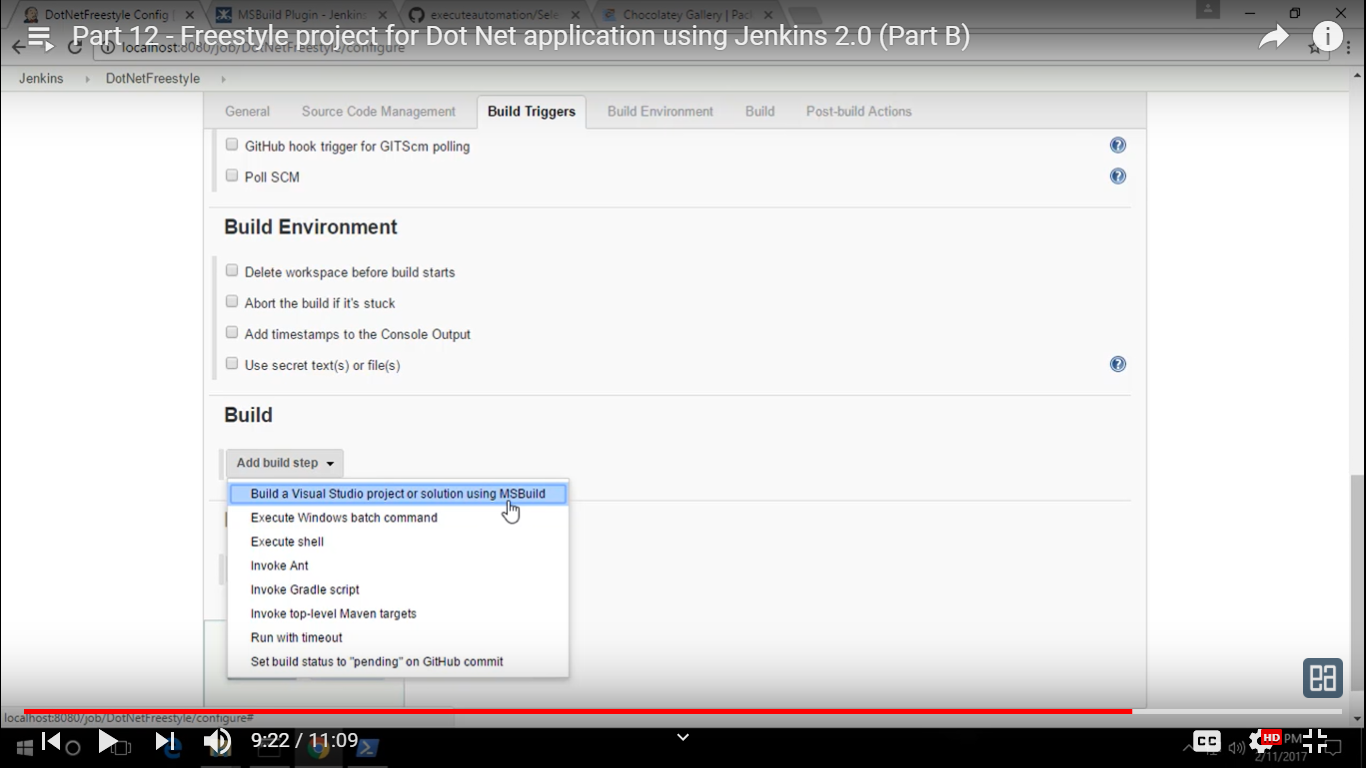 DotNetFreestyle Config
MSBuild Plugin - Jenkins
executeautomation/Sele
Chocolatey Gallery | Pac
Part 12 - Freestyle project for Dot Net application using Jenkins 2.0 (Part B)
localhost:8080/job/DotNetFreestyle/configure
Jenkins
DotNetFreestyle
General
Source Code Management
Build Triggers
Build Environment
Build
Post-build Actions
GitHub hook trigger for GITScm polling
Poll SCM
Build Environment
Delete workspace before build starts
Abort the build if it's stuck
Add timestamps to the Console Output
Use secret text(s) or file(s)
Build
Add build step
Build a Visual Studio project or solution using MSBuild
Execute Windows batch command
Execute shell
Invoke Ant
Invoke Gradle script
Invoke top-level Maven targets
Run with timeout
Set build status to "pending" on GitHub commit
localhost:8080/job/DotNetFreestyle/configure#
9:22 / 11:09
CC
HD
PM
2/11/2017